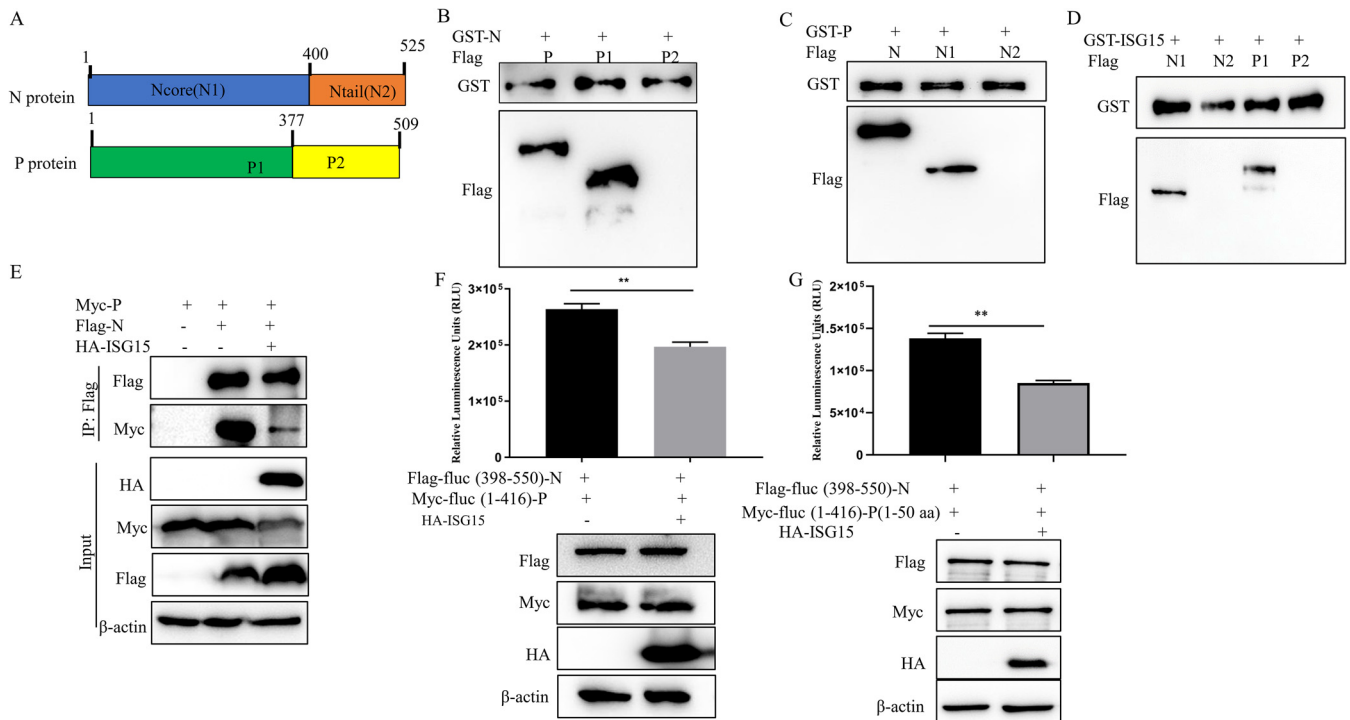 A
1
400
525
Ncore(N1)
Ntail(N2)
N protein
1
377
509
P1
P2
P protein
B
GST-N + + +
Flag P P1 P2
GST
Flag
C
GST-P + + +
Flag N N1 N2
GST
Flag
D
GST-ISG15 + + + +
Flag N1 N2 P1 P2
GST
Flag
E
Myc-P + + +
Flag-N - + +
HA-ISG15 - - +
IP: Flag
Flag
Myc
Input
HA
Myc
Flag
β-actin
F
Relative Luuminescence Units (RLU)
3×10⁵
2×10⁵
1×10⁵
0
**
Flag-fluc (398-550)-N + +
Myc-fluc (1-416)-P + +
HA-ISG15 - +
Flag
Myc
HA
β-actin
G
Relative Luuminescence Units (RLU)
2×10⁵
1.5×10⁵
1×10⁵
5×10⁴
0
**
Flag-fluc (398-550)-N + +
Myc-fluc (1-416)-P(1-50 aa) + +
HA-ISG15 - +
Flag
Myc
HA
β-actin